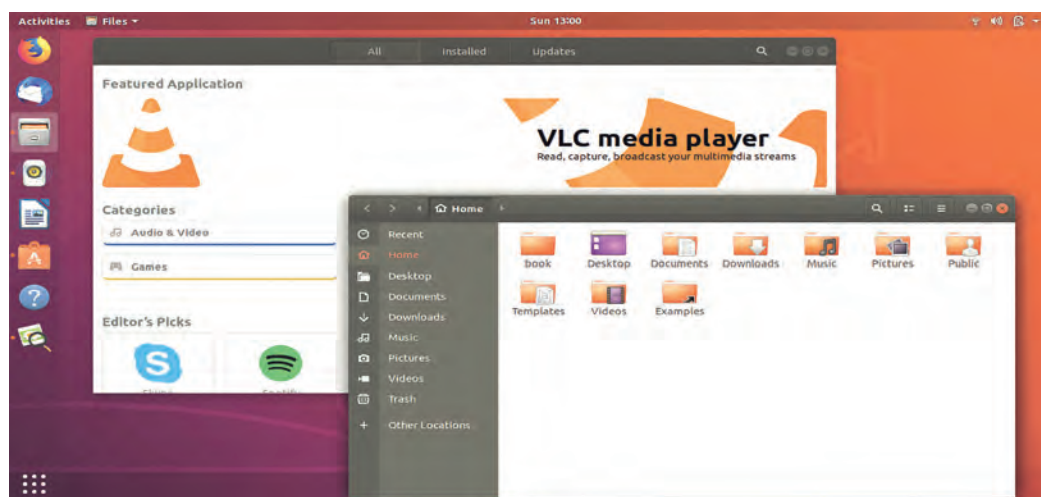 Activities Files Sun 13:00
All Installed Updates
Featured Application
VLC media player
Read, capture, broadcast your multimedia streams
Categories
Audio & Video
Games
Editor's Picks
Skype Spotify
Home
Recent
Home
Desktop
Documents
Downloads
Music
Pictures
Videos
Trash
Other Locations
book Desktop Documents Downloads Music Pictures Public
Templates Videos Examples